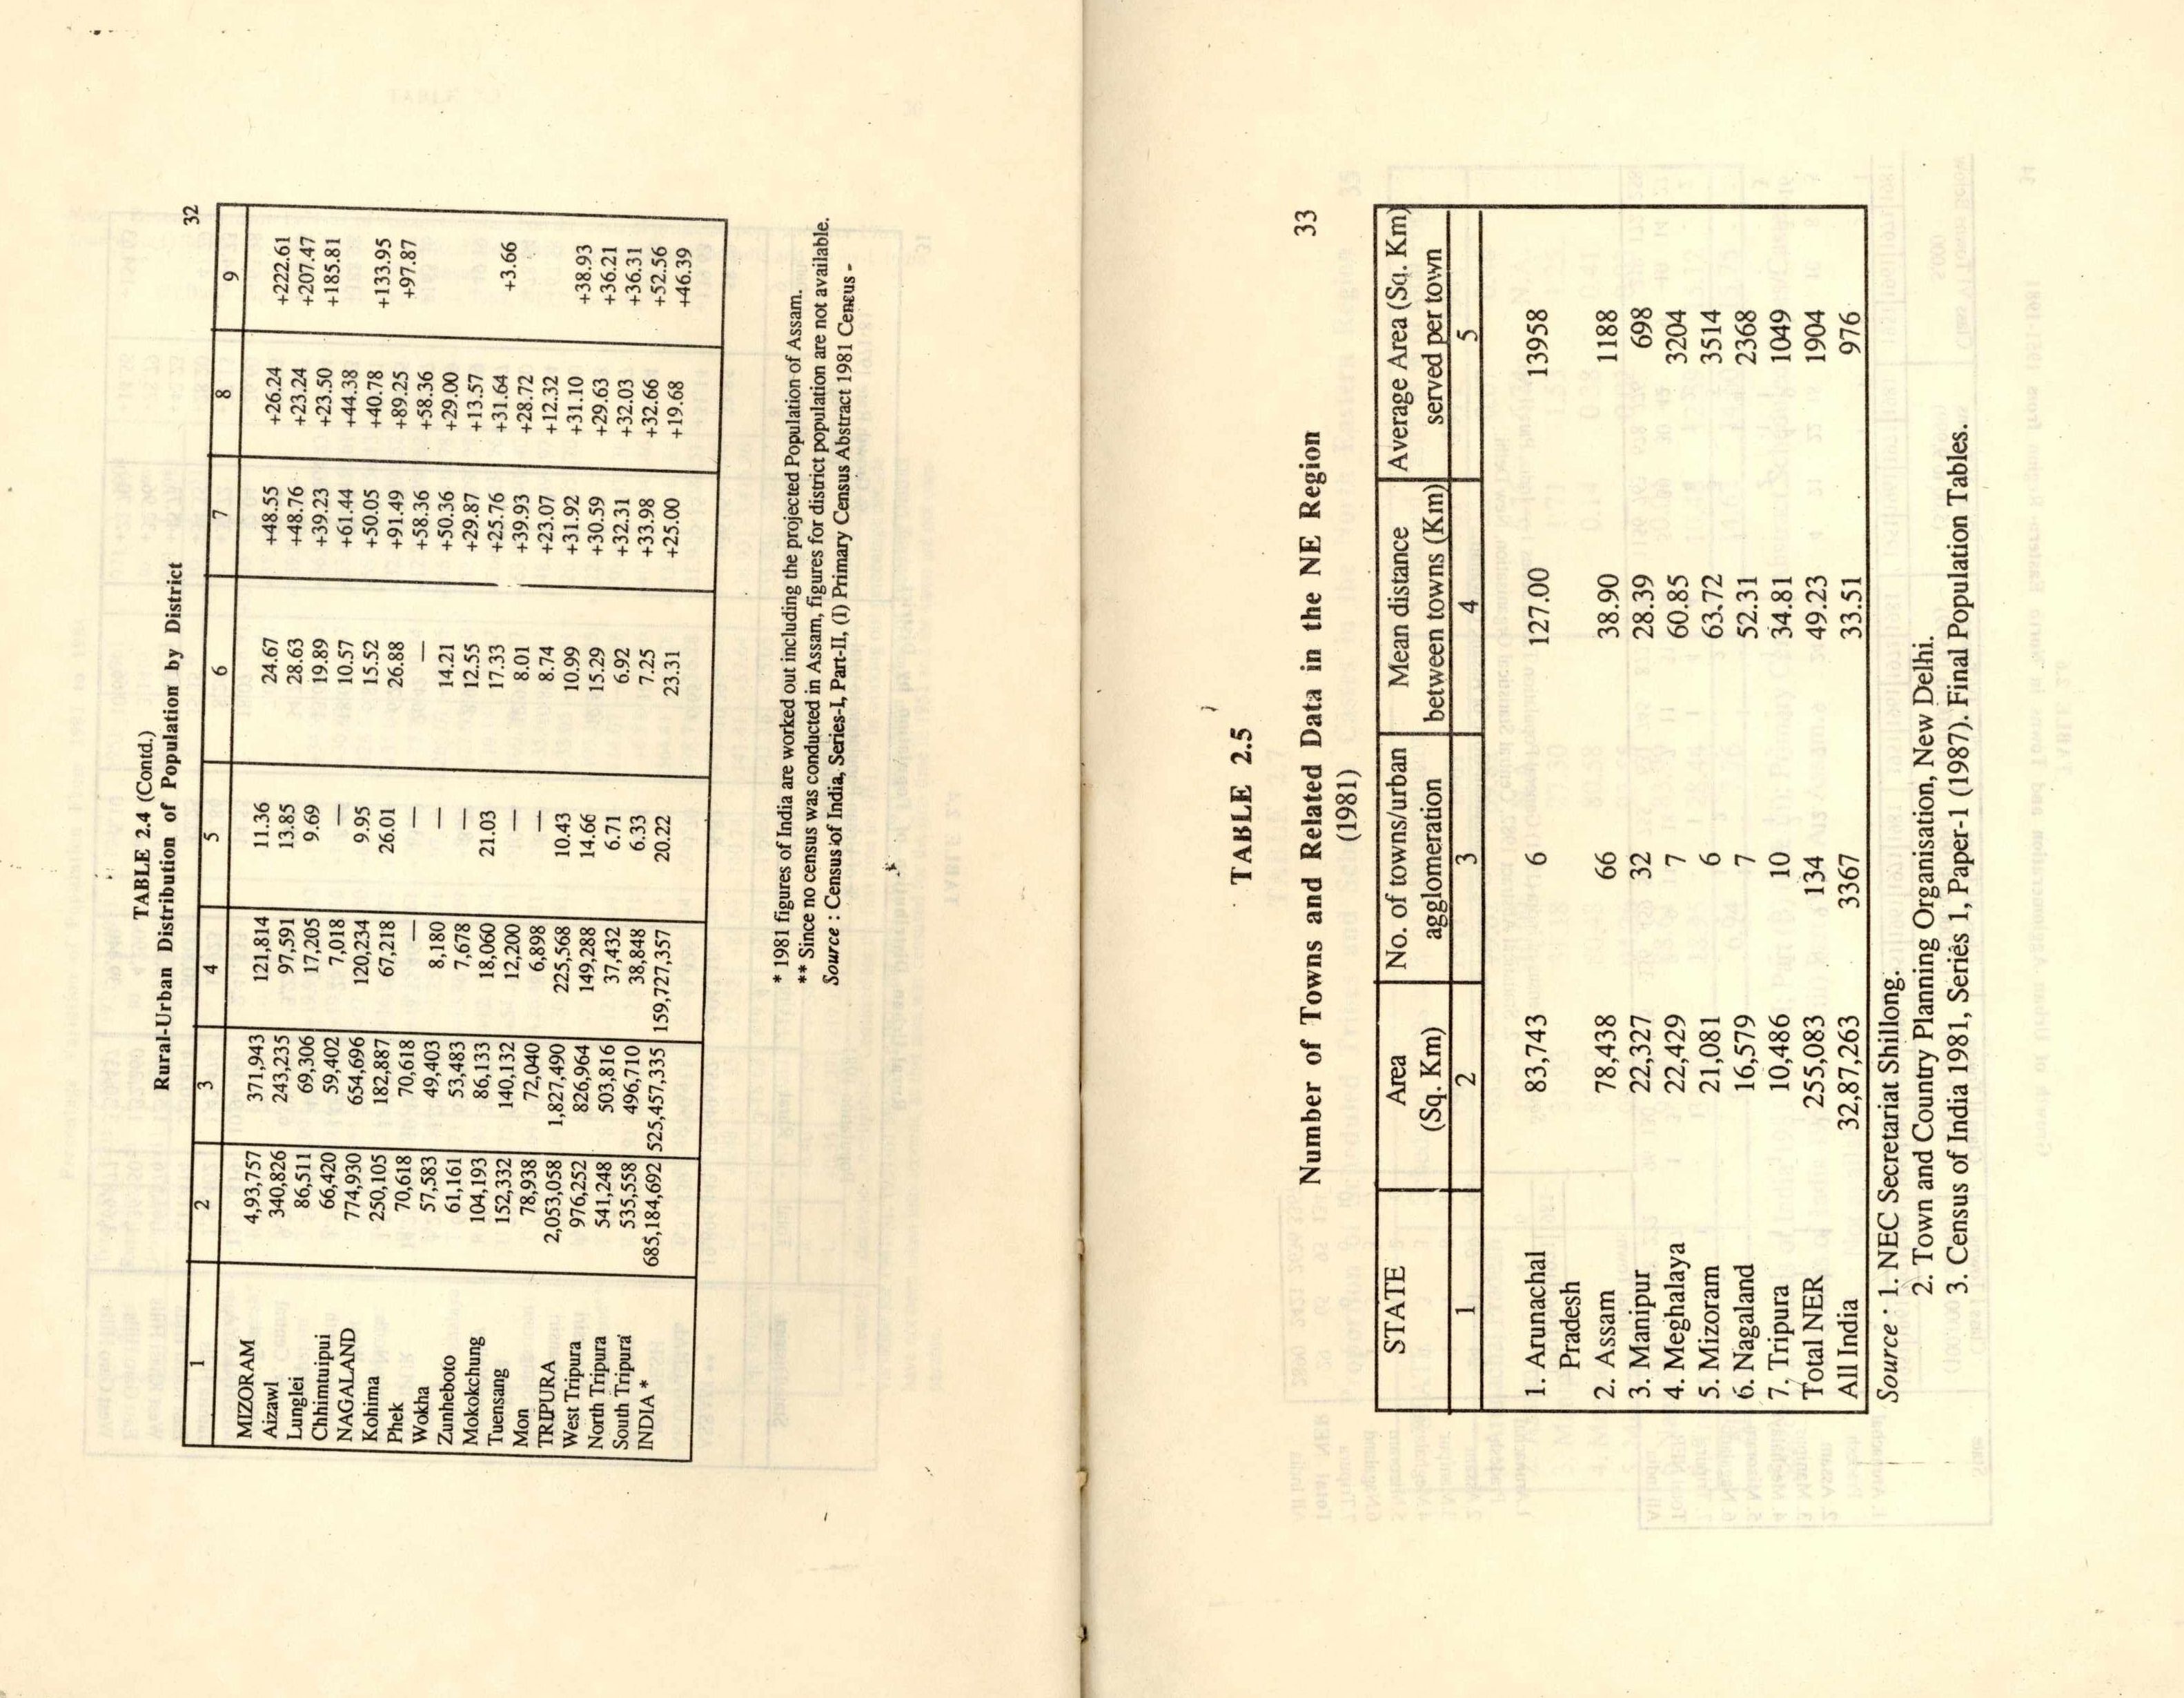 32
TABLE 2.4 (Contd.)
Rural-Urban Distribution of Population by District
1 2 3 4 5 6 7 8 9
MIZORAM 4,93,757 371,943 121,814 11.36 24.67 +48.55 +26.24 +222.61
Aizawl 340,826 243,235 97,591 13.85 28.63 +48.76 +23.24 +207.47
Lunglei 86,511 69,306 17,205 9.69 19.89 +39.23 +23.50 +185.81
Chhimtuipui 66,420 59,402 7,018 — 10.57 +61.44 +44.38
NAGALAND 774,930 654,696 120,234 9.95 15.52 +50.05 +40.78 +133.95
Kohima 250,105 182,887 67,218 26.01 26.88 +91.49 +89.25 +97.87
Phek 70,618 70,618 — — — +58.36 +58.36
Wokha 57,583 49,403 8,180 — 14.21 +50.36 +29.00
Zunheboto 61,161 53,483 7,678 — 12.55 +29.87 +13.57
Mokokchung 104,193 86,133 18,060 21.03 17.33 +25.76 +31.64 +3.66
Tuensang 152,332 140,132 12,200 — 8.01 +39.93 +28.72
Mon 78,938 72,040 6,898 — 8.74 +23.07 +12.32
TRIPURA 2,053,058 1,827,490 225,568 10.43 10.99 +31.92 +31.10 +38.93
West Tripura 976,252 826,964 149,288 14.66 15.29 +30.59 +29.63 +36.21
North Tripura 541,248 503,816 37,432 6.71 6.92 +32.31 +32.03 +36.31
South Tripura 535,558 496,710 38,848 6.33 7.25 +33.98 +32.66 +52.56
INDIA * 685,184,692 525,457,335 159,727,357 20.22 23.31 +25.00 +19.68 +46.39
* 1981 figures of India are worked out including the projected Population of Assam.
** Since no census was conducted in Assam, figures for district population are not available.
Source : Census of India, Series-I, Part-II, (I) Primary Census Abstract 1981 Census -
TABLE 2.5
33
Number of Towns and Related Data in the NE Region
(1981)
STATE Area No. of towns/urban Mean distance Average Area (Sq. Km)
(Sq. Km) agglomeration between towns (Km) served per town
1 2 3 4 5
1. Arunachal 83,743 6 127.00 13958
Pradesh
2. Assam 78,438 66 38.90 1188
3. Manipur 22,327 32 28.39 698
4. Meghalaya 22,429 7 60.85 3204
5. Mizoram 21,081 6 63.72 3514
6. Nagaland 16,579 7 52.31 2368
7. Tripura 10,486 10 34.81 1049
Total NER 255,083 134 49.23 1904
All India 32,87,263 3367 33.51 976
Source : 1. NEC Secretariat Shillong.
2. Town and Country Planning Organisation, New Delhi.
3. Census of India 1981, Series 1, Paper-1 (1987). Final Population Tables.